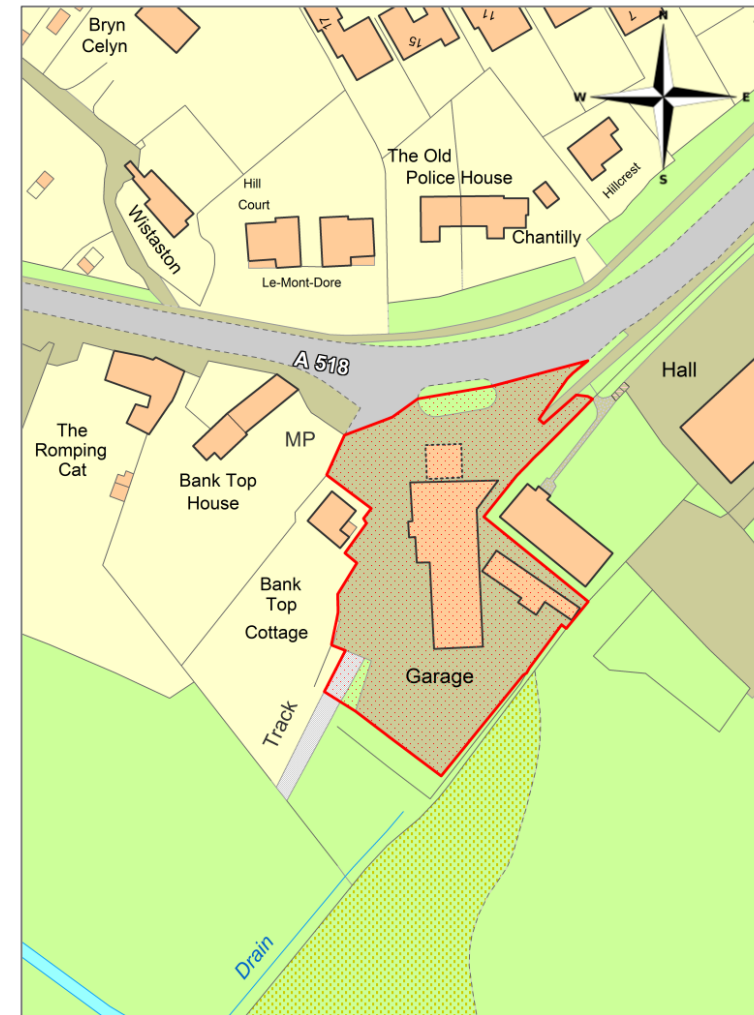 Bryn
Celyn
17
15
11
7
N
W
E
S
The Old
Police House
Hillcrest
Hill
Court
Wistaston
Chantilly
Le-Mont-Dore
A 518
Hall
The
Romping
Cat
MP
Bank Top
House
Bank
Top
Cottage
Garage
Track
Drain